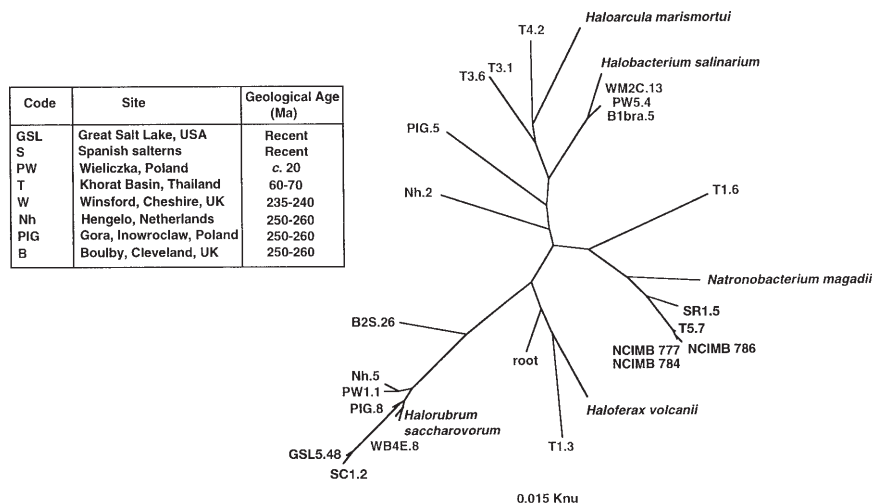 Code Site Geological Age (Ma)
GSL Great Salt Lake, USA Recent
S Spanish salterns Recent
PW Wieliczka, Poland c. 20
T Khorat Basin, Thailand 60-70
W Winsford, Cheshire, UK 235-240
Nh Hengelo, Netherlands 250-260
PIG Gora, Inowroclaw, Poland 250-260
B Boulby, Cleveland, UK 250-260
Haloarcula marismortui
T4.2
T3.1
T3.6
Halobacterium salinarium
WM2C.13
PW5.4
B1bra.5
PIG.5
Nh.2
T1.6
Natronobacterium magadii
SR1.5
T5.7
NCIMB 777
NCIMB 786
NCIMB 784
B2S.26
root
Nh.5
PW1.1
PIG.8
Halorubrum
saccharovorum
Haloferax volcanii
WB4E.8
T1.3
GSL5.48
SC1.2
0.015 Knu